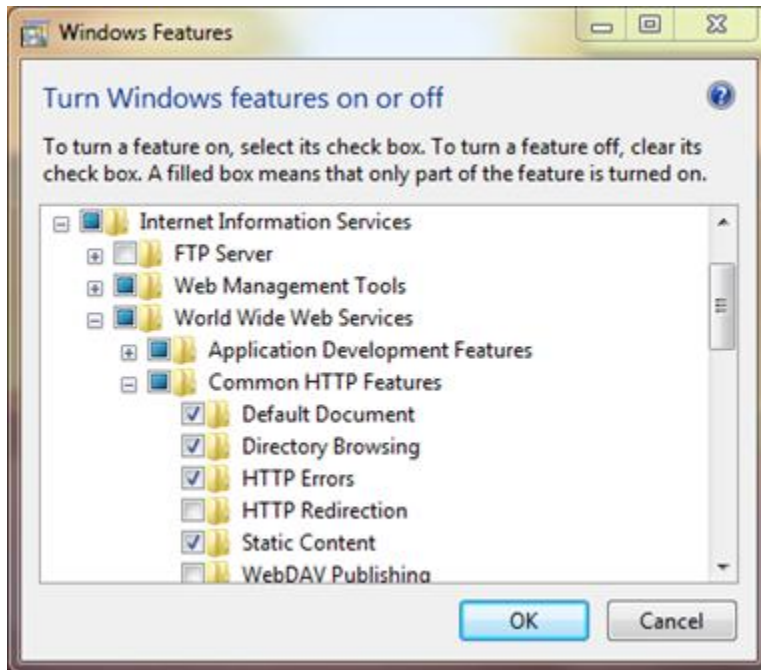 Windows Features
Turn Windows features on or off
To turn a feature on, select its check box. To turn a feature off, clear its
check box. A filled box means that only part of the feature is turned on.
Internet Information Services
FTP Server
Web Management Tools
World Wide Web Services
Application Development Features
Common HTTP Features
Default Document
Directory Browsing
HTTP Errors
HTTP Redirection
Static Content
WebDAV Publishing
OK Cancel